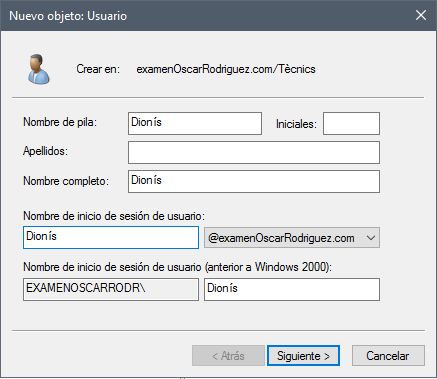 Nuevo objeto: Usuario
Crear en: examenOscarRodriguez.com/Tècnics
Nombre de pila: Dionís Iniciales:
Apellidos:
Nombre completo: Dionís
Nombre de inicio de sesión de usuario:
Dionís @examenOscarRodriguez.com
Nombre de inicio de sesión de usuario (anterior a Windows 2000):
EXAMENOSCARRODR\ Dionís
< Atrás Siguiente > Cancelar